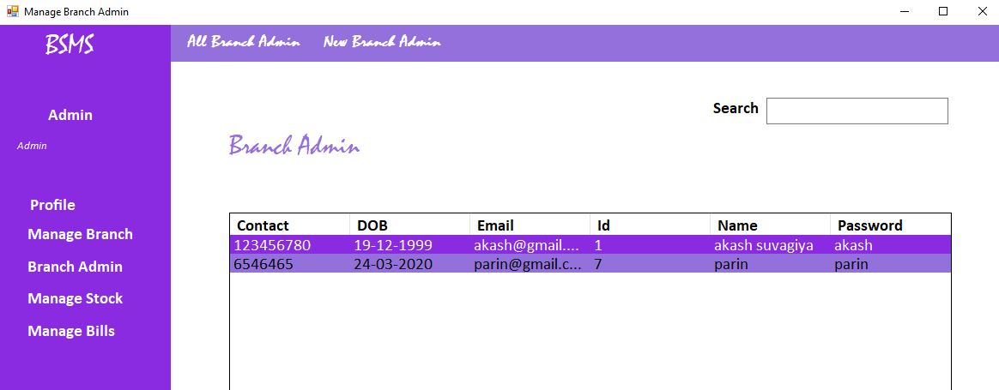 Manage Branch Admin
BSMS
All Branch Admin New Branch Admin
Admin
Admin
Profile
Manage Branch
Branch Admin
Manage Stock
Manage Bills
Search
Branch Admin
Contact DOB Email Id Name Password
123456780 19-12-1999 akash@gmail.... 1 akash suvagiya akash
6546465 24-03-2020 parin@gmail.c... 7 parin parin